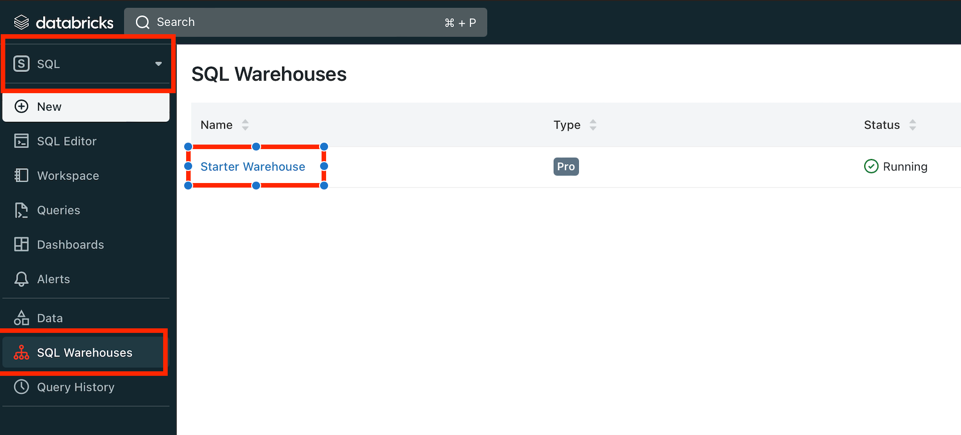 databricks
Search
⌘ + P
S SQL
New
SQL Editor
Workspace
Queries
Dashboards
Alerts
Data
SQL Warehouses
Query History
SQL Warehouses
Name Type Status
Starter Warehouse Pro Running